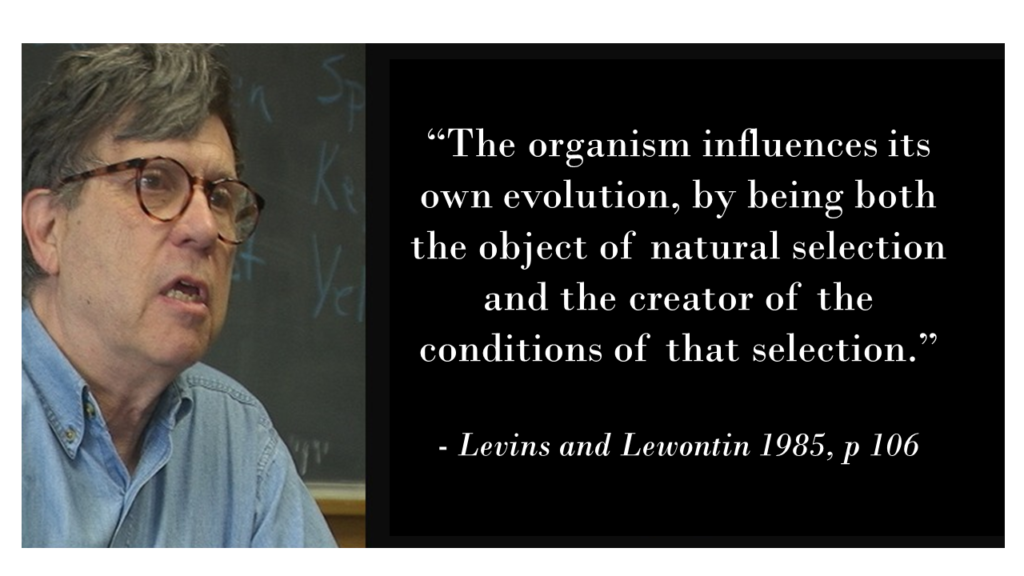 “The organism influences its
own evolution, by being both
the object of natural selection
and the creator of the
conditions of that selection.”
- Levins and Lewontin 1985, p 106